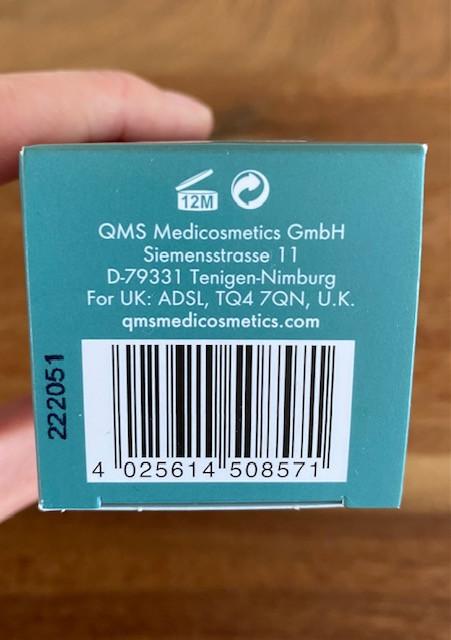 12M
QMS Medicosmetics GmbH
Siemensstrasse 11
D-79331 Tenigen-Nimburg
For UK: ADSL, TQ4 7QN, U.K.
qmsmedicosmetics.com
222051
4 025614 508571